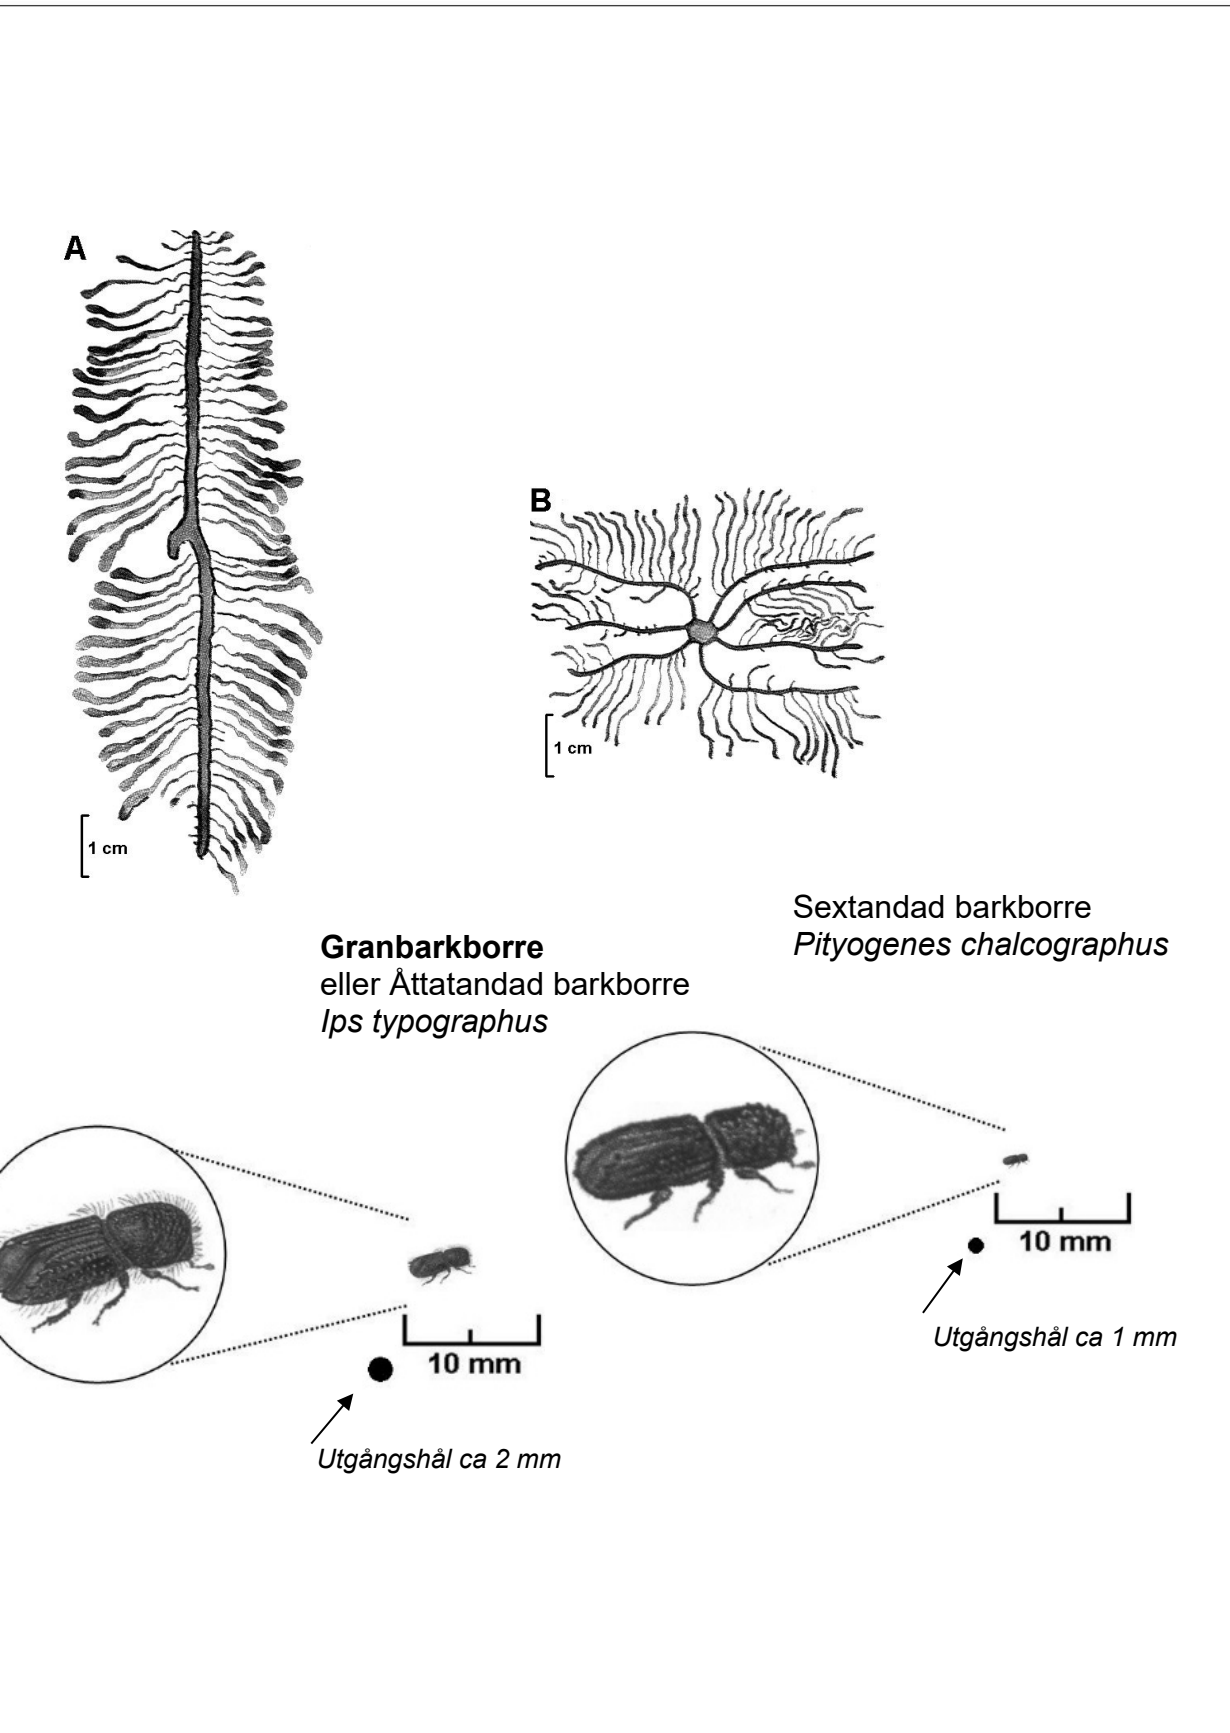 A
B
1 cm
1 cm
Sextandad barkborre
Pityogenes chalcographus
Granbarkborre
eller Åttatandad barkborre
Ips typographus
10 mm
Utgångshål ca 1 mm
10 mm
Utgångshål ca 2 mm